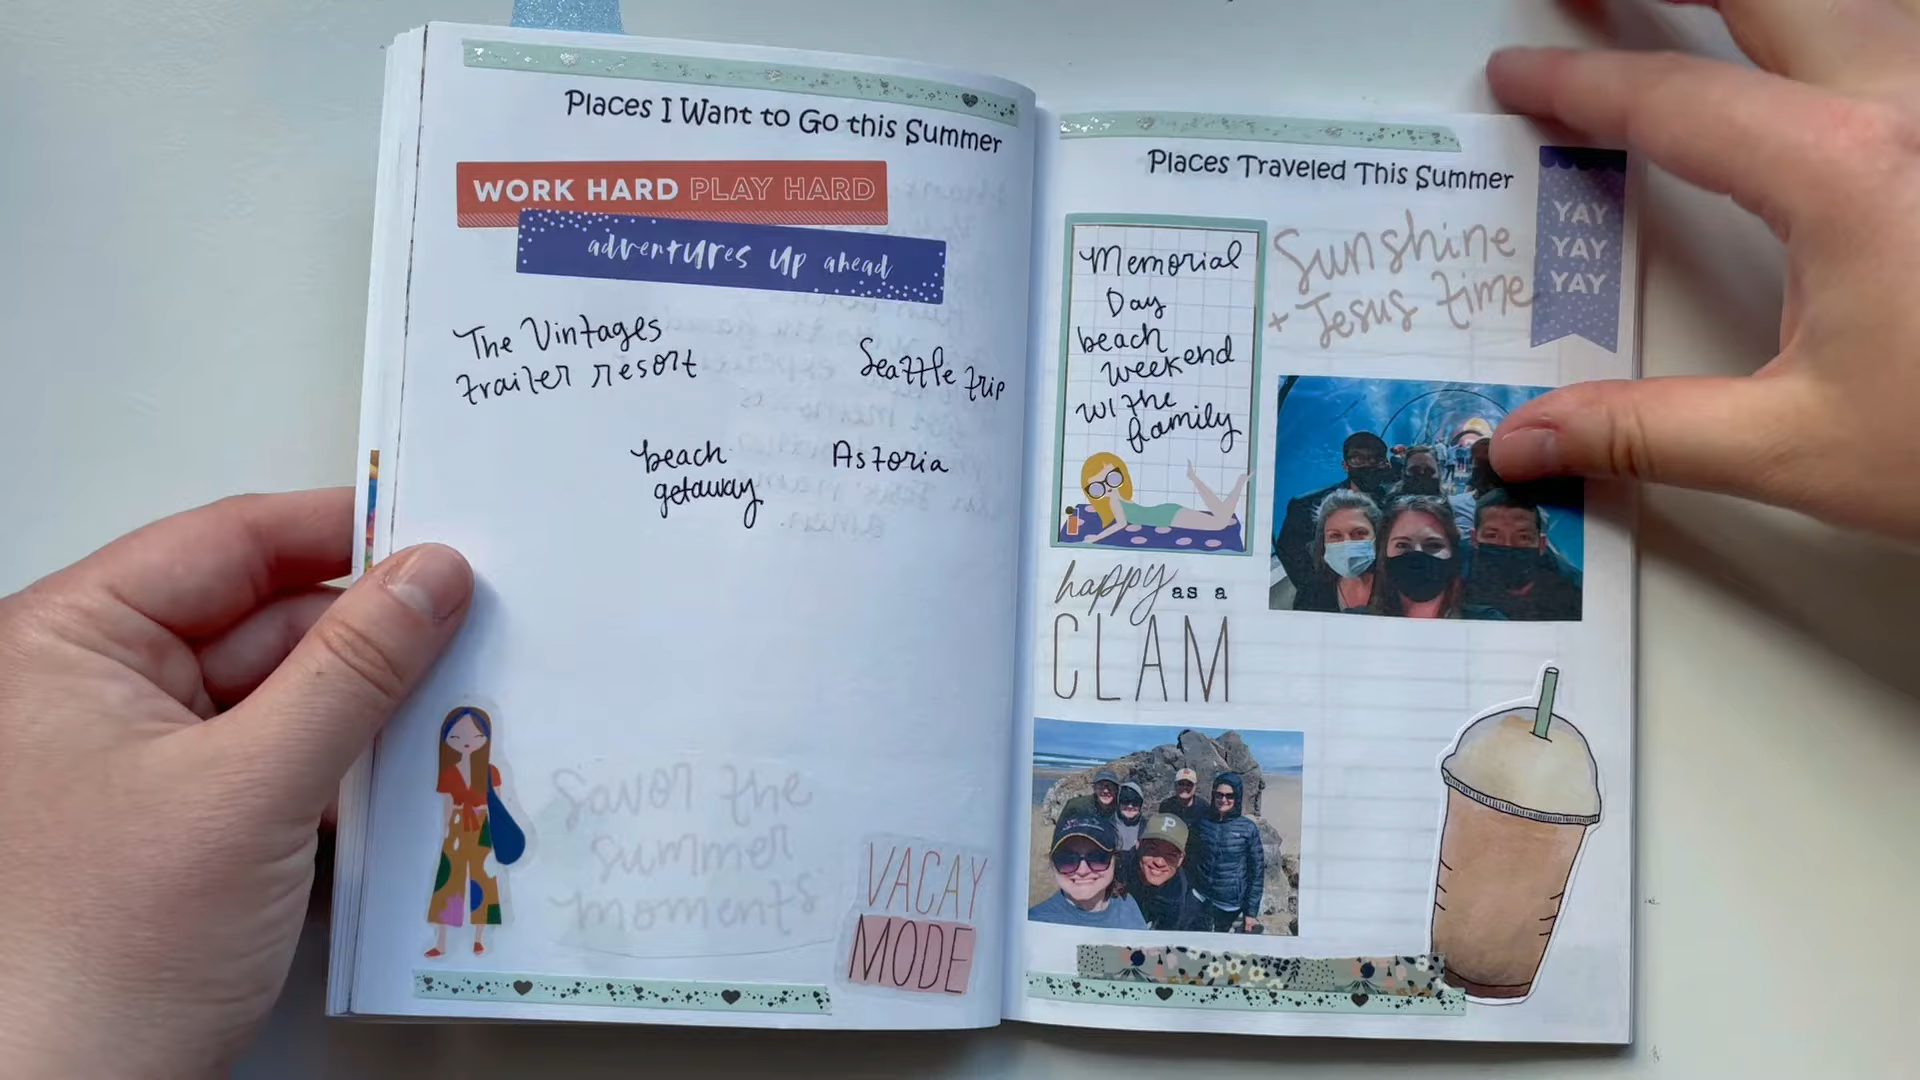 Places I Want to Go this Summer
WORK HARD PLAY HARD
adventures up ahead
The Vintages
trailer resort
Seattle trip
beach
getaway
Astoria
Savor the
summer
moments
VACAY
MODE
Places Traveled This Summer
YAY
YAY
YAY
Sunshine
+ Jesus time
Memorial
Day
beach
weekend
w/ the
family
happy as a
CLAM
P